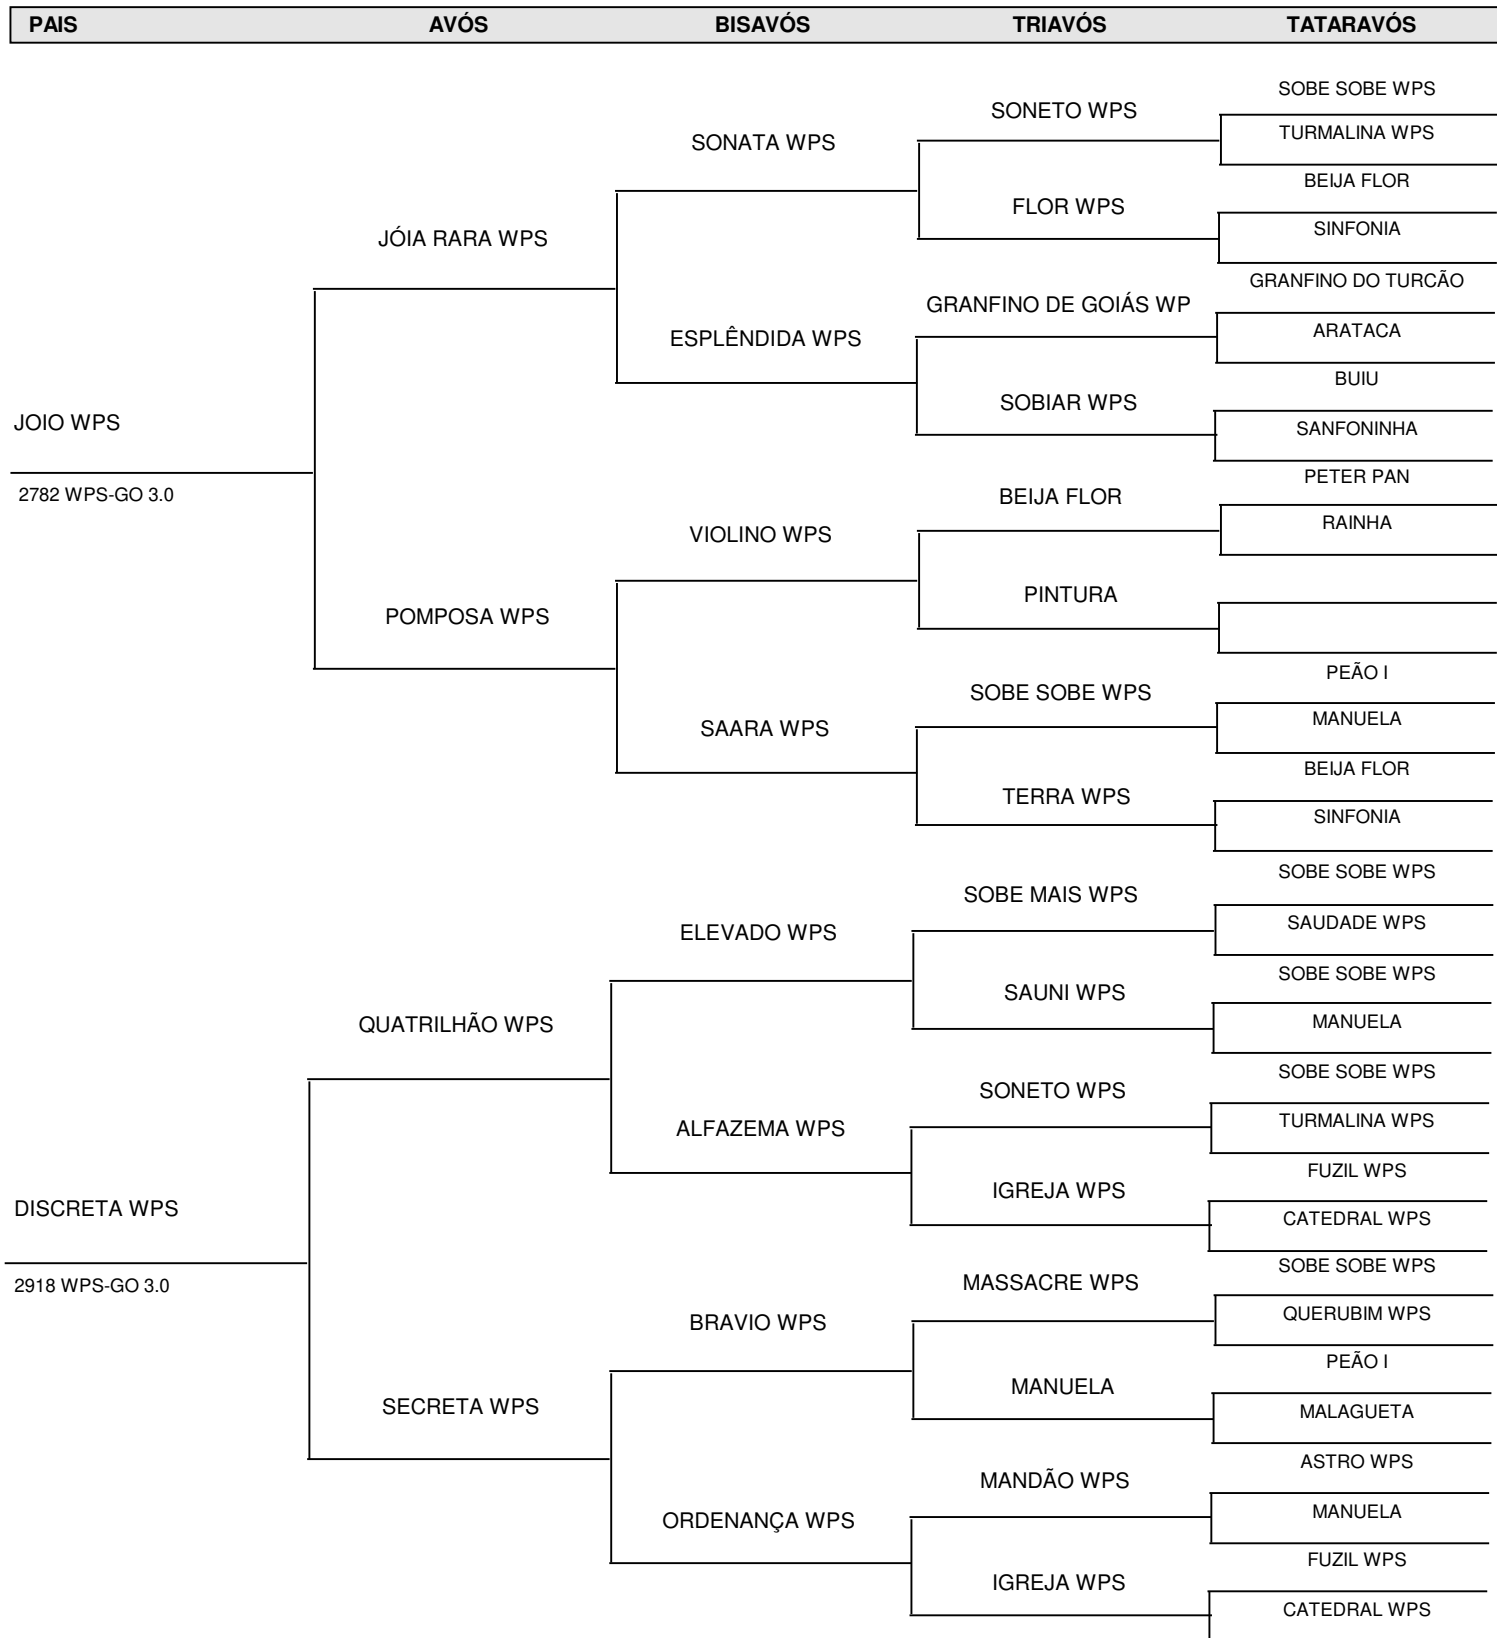 PAIS AVÓS BISAVÓS TRIAVÓS TATARAVÓS
SOBE SOBE WPS
SONETO WPS
TURMALINA WPS
SONATA WPS
BEIJA FLOR
FLOR WPS
SINFONIA
JÓIA RARA WPS
GRANFINO DO TURCÃO
GRANFINO DE GOIÁS WP
ARATACA
ESPLÊNDIDA WPS
BUIU
SOBIAR WPS
SANFONINHA
JOIO WPS
2782 WPS-GO 3.0
PETER PAN
BEIJA FLOR
RAINHA
VIOLINO WPS
PINTURA
POMPOSA WPS
PEÃO I
SOBE SOBE WPS
MANUELA
SAARA WPS
BEIJA FLOR
TERRA WPS
SINFONIA
SOBE SOBE WPS
SOBE MAIS WPS
SAUDADE WPS
ELEVADO WPS
SOBE SOBE WPS
SAUNI WPS
MANUELA
QUATRILHÃO WPS
SOBE SOBE WPS
SONETO WPS
TURMALINA WPS
ALFAZEMA WPS
FUZIL WPS
IGREJA WPS
CATEDRAL WPS
DISCRETA WPS
2918 WPS-GO 3.0
SOBE SOBE WPS
MASSACRE WPS
QUERUBIM WPS
BRAVIO WPS
PEÃO I
MANUELA
MALAGUETA
SECRETA WPS
ASTRO WPS
MANDÃO WPS
MANUELA
ORDENANÇA WPS
FUZIL WPS
IGREJA WPS
CATEDRAL WPS